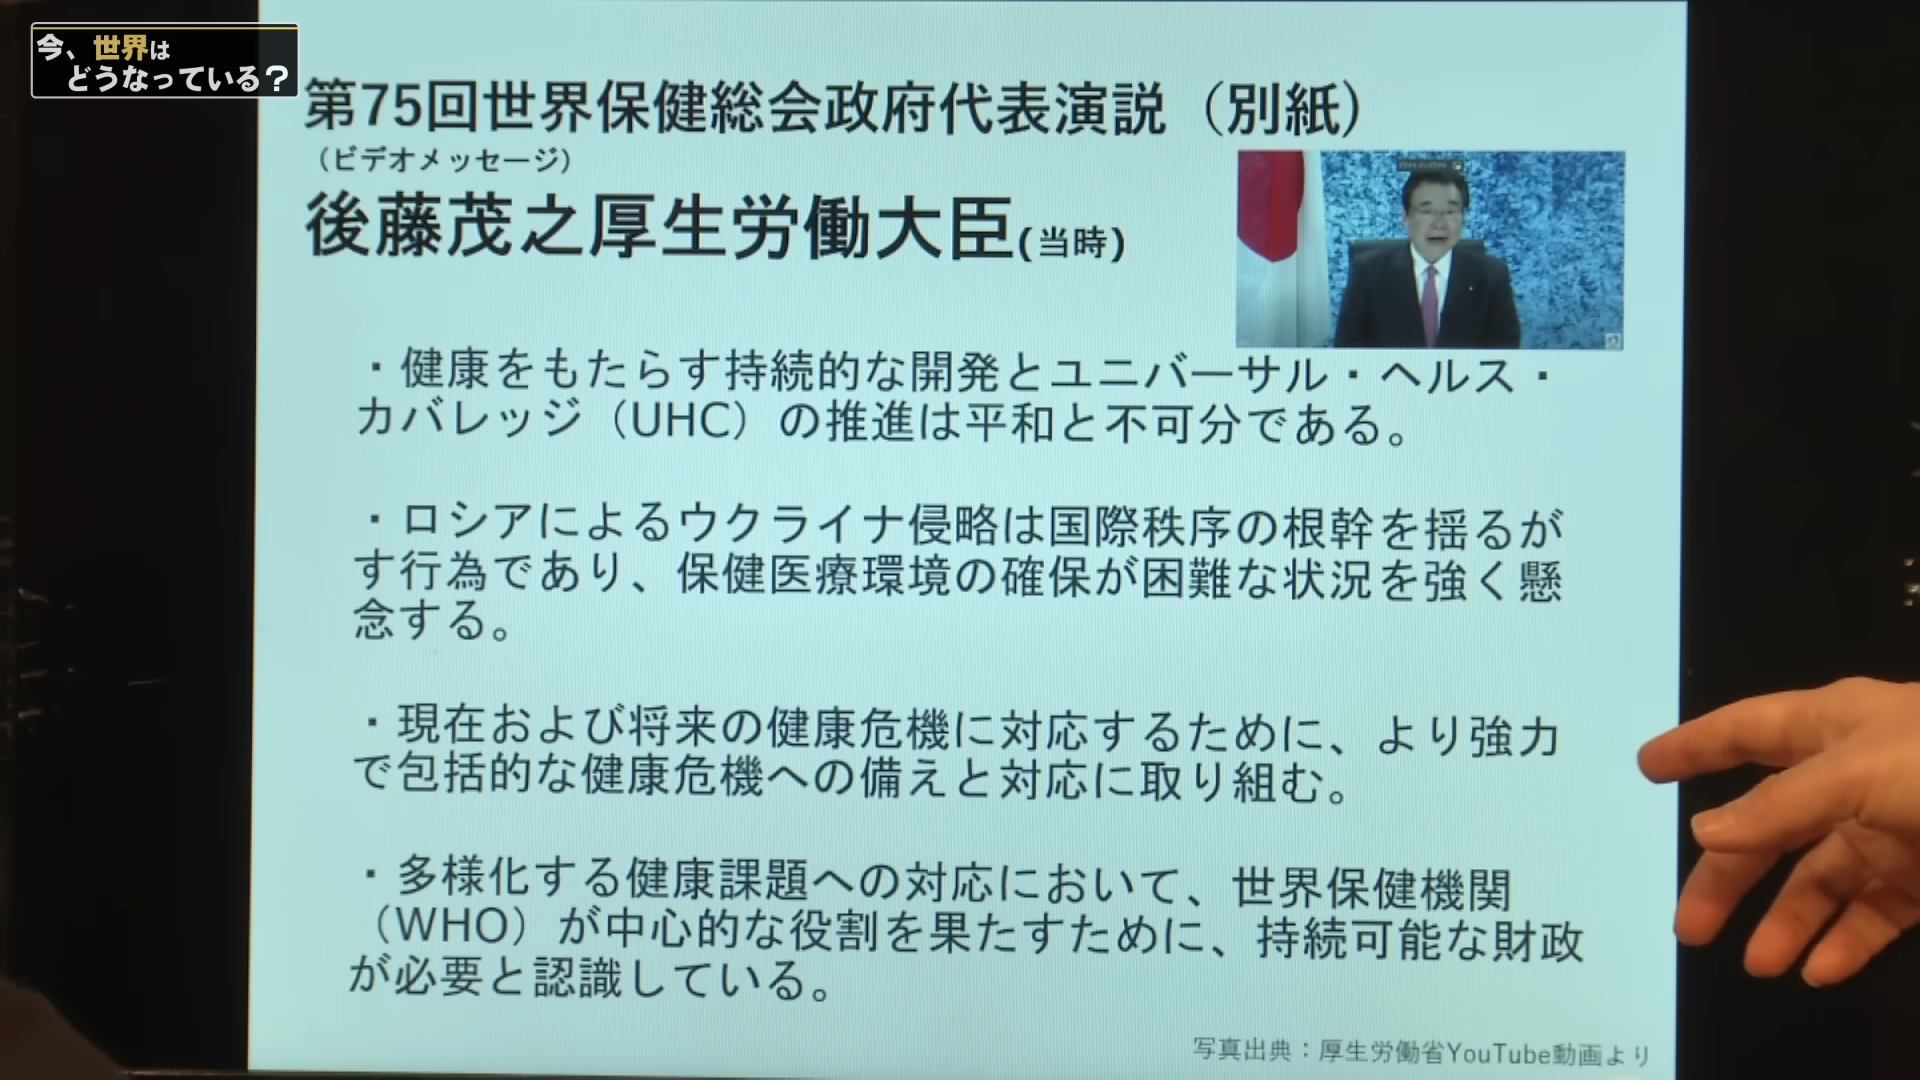 今、世界は
どうなっている?
第75回世界保健総会政府代表演説（別紙）
（ビデオメッセージ）
後藤茂之厚生労働大臣(当時)
・健康をもたらす持続的な開発とユニバーサル・ヘルス・
カバレッジ（UHC）の推進は平和と不可分である。
・ロシアによるウクライナ侵略は国際秩序の根幹を揺るが
す行為であり、保健医療環境の確保が困難な状況を強く懸
念する。
・現在および将来の健康危機に対応するために、より強力
で包括的な健康危機への備えと対応に取り組む。
・多様化する健康課題への対応において、世界保健機関
（WHO）が中心的な役割を果たすために、持続可能な財政
が必要と認識している。
写真出典：厚生労働省YouTube動画より